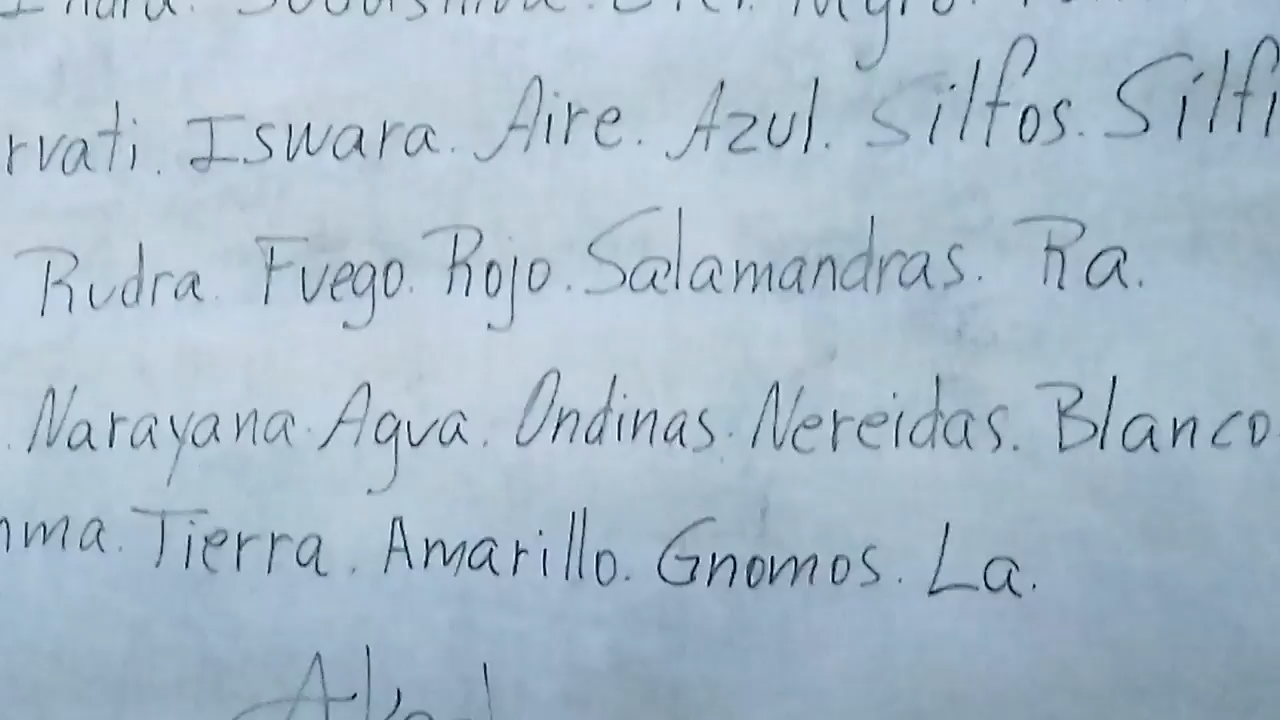 rvati. Iswara. Aire. Azul. Silfos. Silfi
Rudra. Fuego. Rojo. Salamandras. Ra.
. Narayana. Agua. Ondinas. Nereidas. Blanco.
hma. Tierra. Amarillo. Gnomos. La.